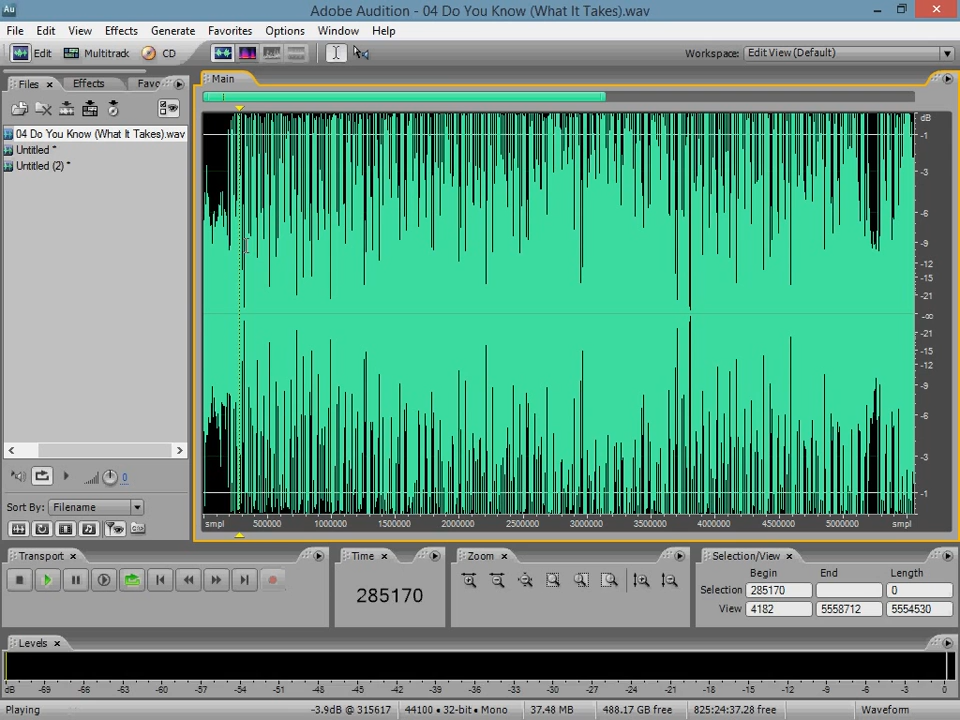 Au Adobe Audition - 04 Do You Know (What It Takes).wav
File Edit View Effects Generate Favorites Options Window Help
Edit Multitrack CD Workspace: Edit View (Default)
Files Effects Favo Main
04 Do You Know (What It Takes).wav
Untitled *
Untitled (2) *
dB
-1
-3
-6
-9
-12
-15
-21
-∞
-21
-15
-12
-9
-6
-3
-1
smpl 500000 1000000 1500000 2000000 2500000 3000000 3500000 4000000 4500000 5000000 smpl
0
Sort By: Filename
Transport Time Zoom Selection/View
Begin End Length
Selection 285170 0
View 4182 5558712 5554530
285170
Levels
dB -69 -66 -63 -60 -57 -54 -51 -48 -45 -42 -39 -36 -33 -30 -27 -24 -21 -18 -15 -12 -9 -6 -3 0
Playing -3.9dB @ 315617 44100 • 32-bit • Mono 37.48 MB 488.17 GB free 825:24:37.28 free Waveform